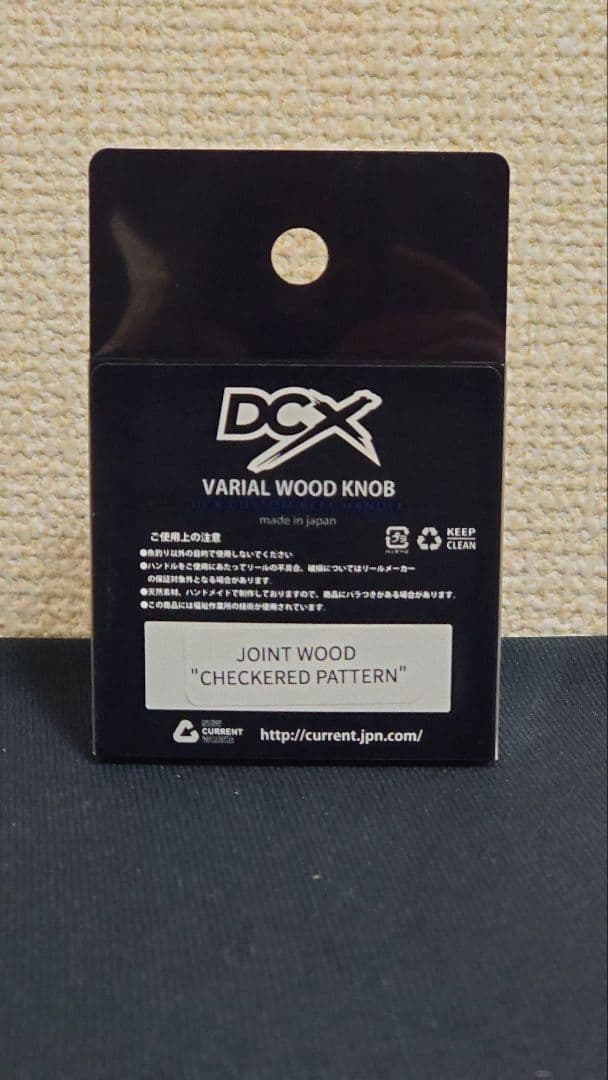 DCX
VARIAL WOOD KNOB
made in japan
ご使用上の注意
●魚釣り以外の目的で使用しないでください
●ハンドルをご使用にあたってリールの不具合、破損についてはリールメーカー
の保証対象外となる場合があります.
●天然素材、ハンドメイドで制作しておりますので、商品にバラつきがある場合があります.
●この商品には福祉作業所の技術が使用されています.
プラ
KEEP
CLEAN
JOINT WOOD
"CHECKERED PATTERN"
CURRENT
http://current.jpn.com/